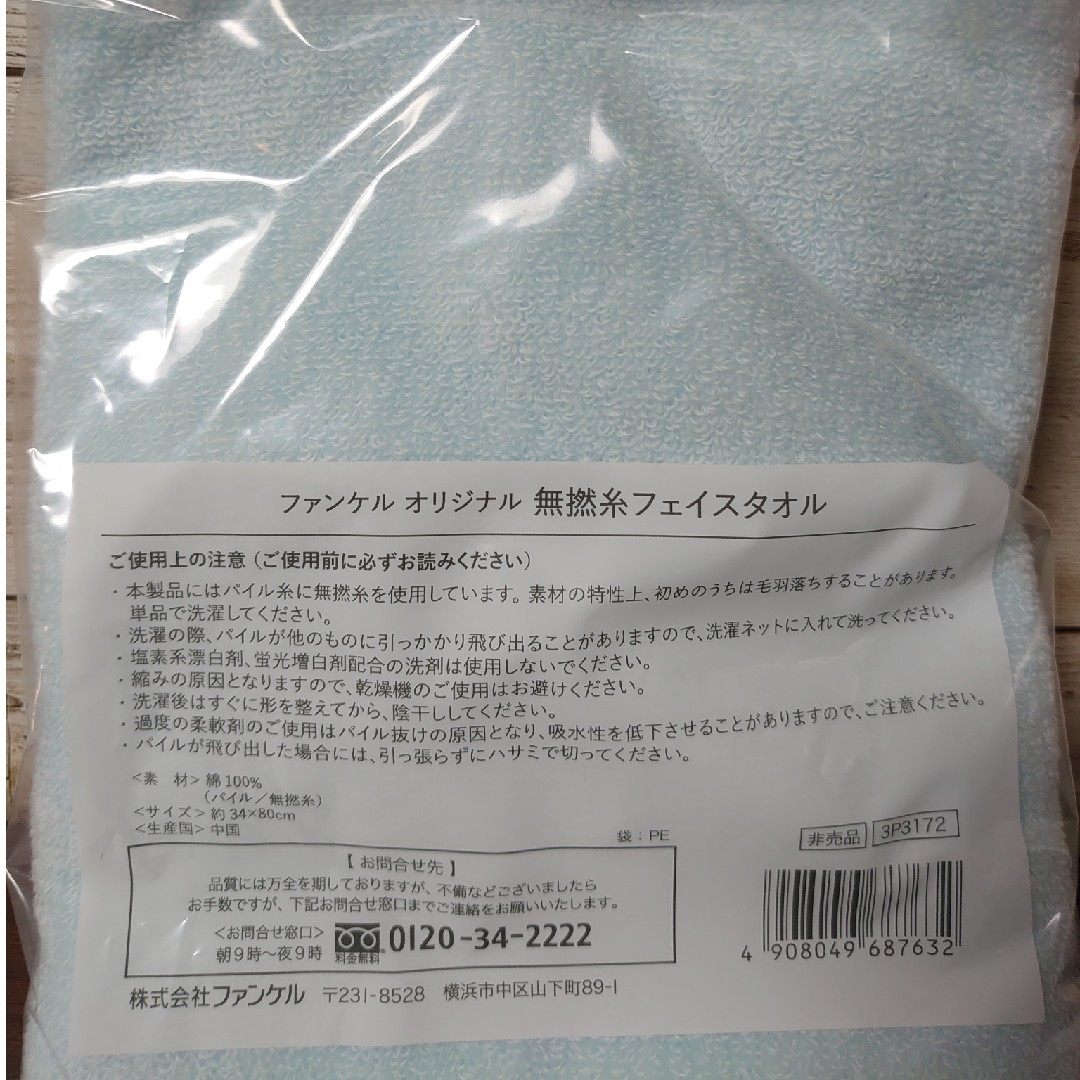 ファンケル オリジナル 無撚糸フェイスタオル
ご使用上の注意（ご使用前に必ずお読みください）
・本製品にはパイル糸に無撚糸を使用しています。素材の特性上、初めのうちは毛羽落ちすることがあります。
単品で洗濯してください。
・洗濯の際、パイルが他のものに引っかかり飛び出ることがありますので、洗濯ネットに入れて洗ってください。
・塩素系漂白剤、蛍光増白剤配合の洗剤は使用しないでください。
・縮みの原因となりますので、乾燥機のご使用はお避けください。
・洗濯後はすぐに形を整えてから、陰干ししてください。
・過度の柔軟剤のご使用はパイル抜けの原因となり、吸水性を低下させることがありますので、ご注意ください。
・パイルが飛び出した場合には、引っ張らずにハサミで切ってください。
＜素　材＞綿100%
（パイル／無撚糸）
＜サイズ＞約34×80cm
＜生産国＞中国
袋：PE
非売品 3P3172
【お問合せ先】
品質には万全を期しておりますが、不備などございましたら
お手数ですが、下記お問合せ窓口までご連絡をお願いいたします。
＜お問合せ窓口＞
朝9時～夜9時
料金無料
0120-34-2222
4 908049 687632
株式会社ファンケル 〒231-8528 横浜市中区山下町89-1